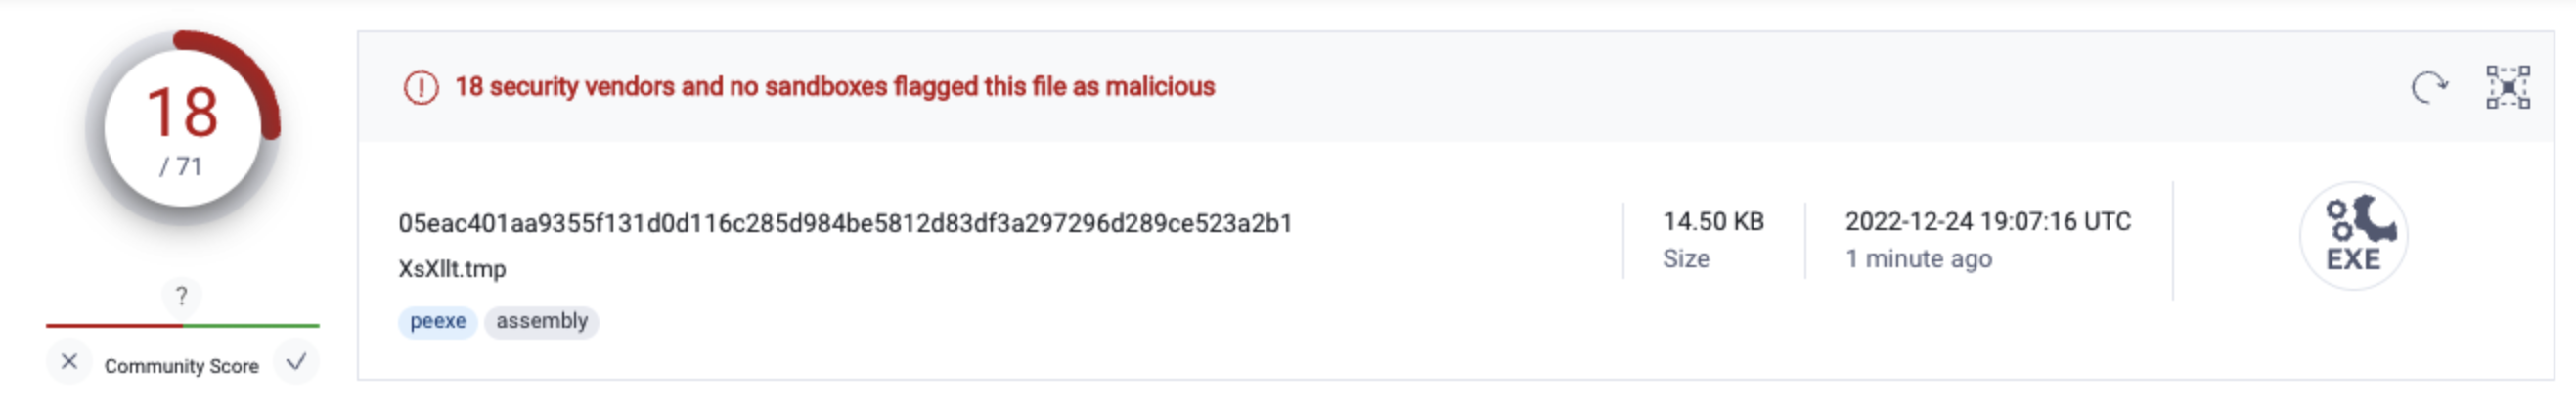 18
/ 71
?
Community Score
18 security vendors and no sandboxes flagged this file as malicious
05eac401aa9355f131d0d116c285d984be5812d83df3a297296d289ce523a2b1
XsXllt.tmp
peexe assembly
14.50 KB
Size
2022-12-24 19:07:16 UTC
1 minute ago
EXE